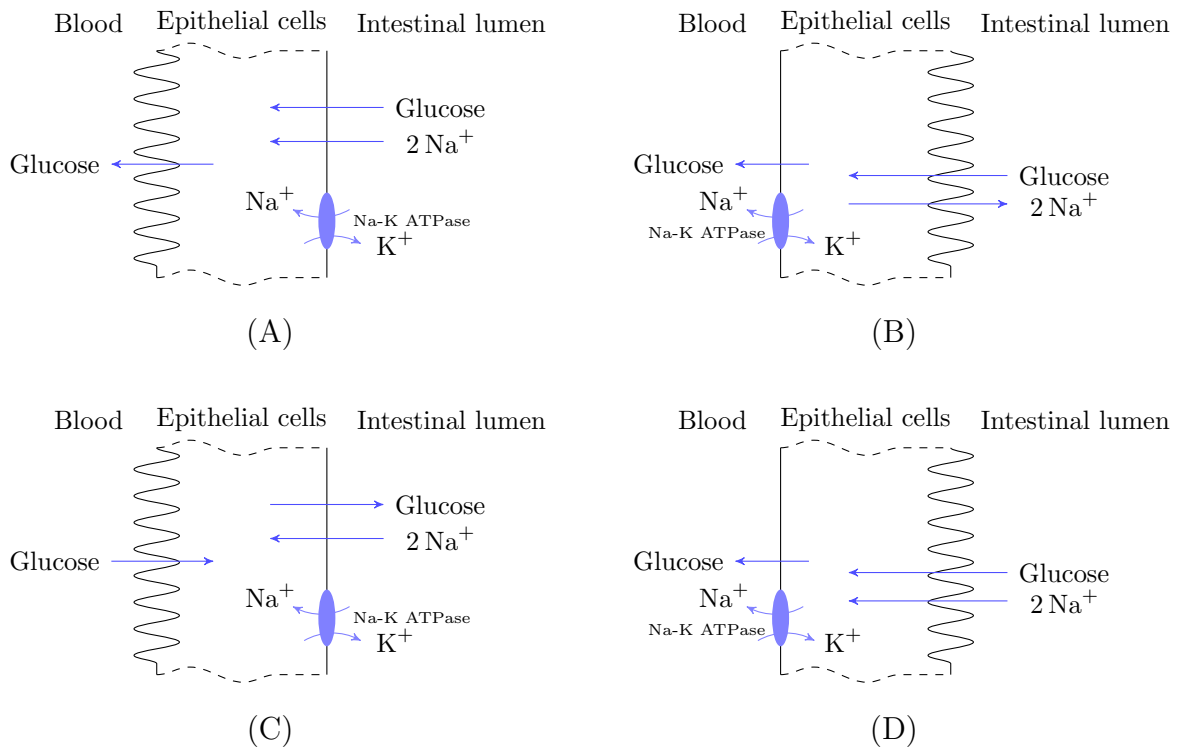 Blood Epithelial cells Intestinal lumen
Glucose
2 Na⁺
Glucose
Na⁺
Na-K ATPase
K⁺
(A)
Blood Epithelial cells Intestinal lumen
Glucose
Glucose
2 Na⁺
Na⁺
Na-K ATPase
K⁺
(B)
Blood Epithelial cells Intestinal lumen
Glucose
2 Na⁺
Glucose
Na⁺
Na-K ATPase
K⁺
(C)
Blood Epithelial cells Intestinal lumen
Glucose
Glucose
2 Na⁺
Na⁺
Na-K ATPase
K⁺
(D)